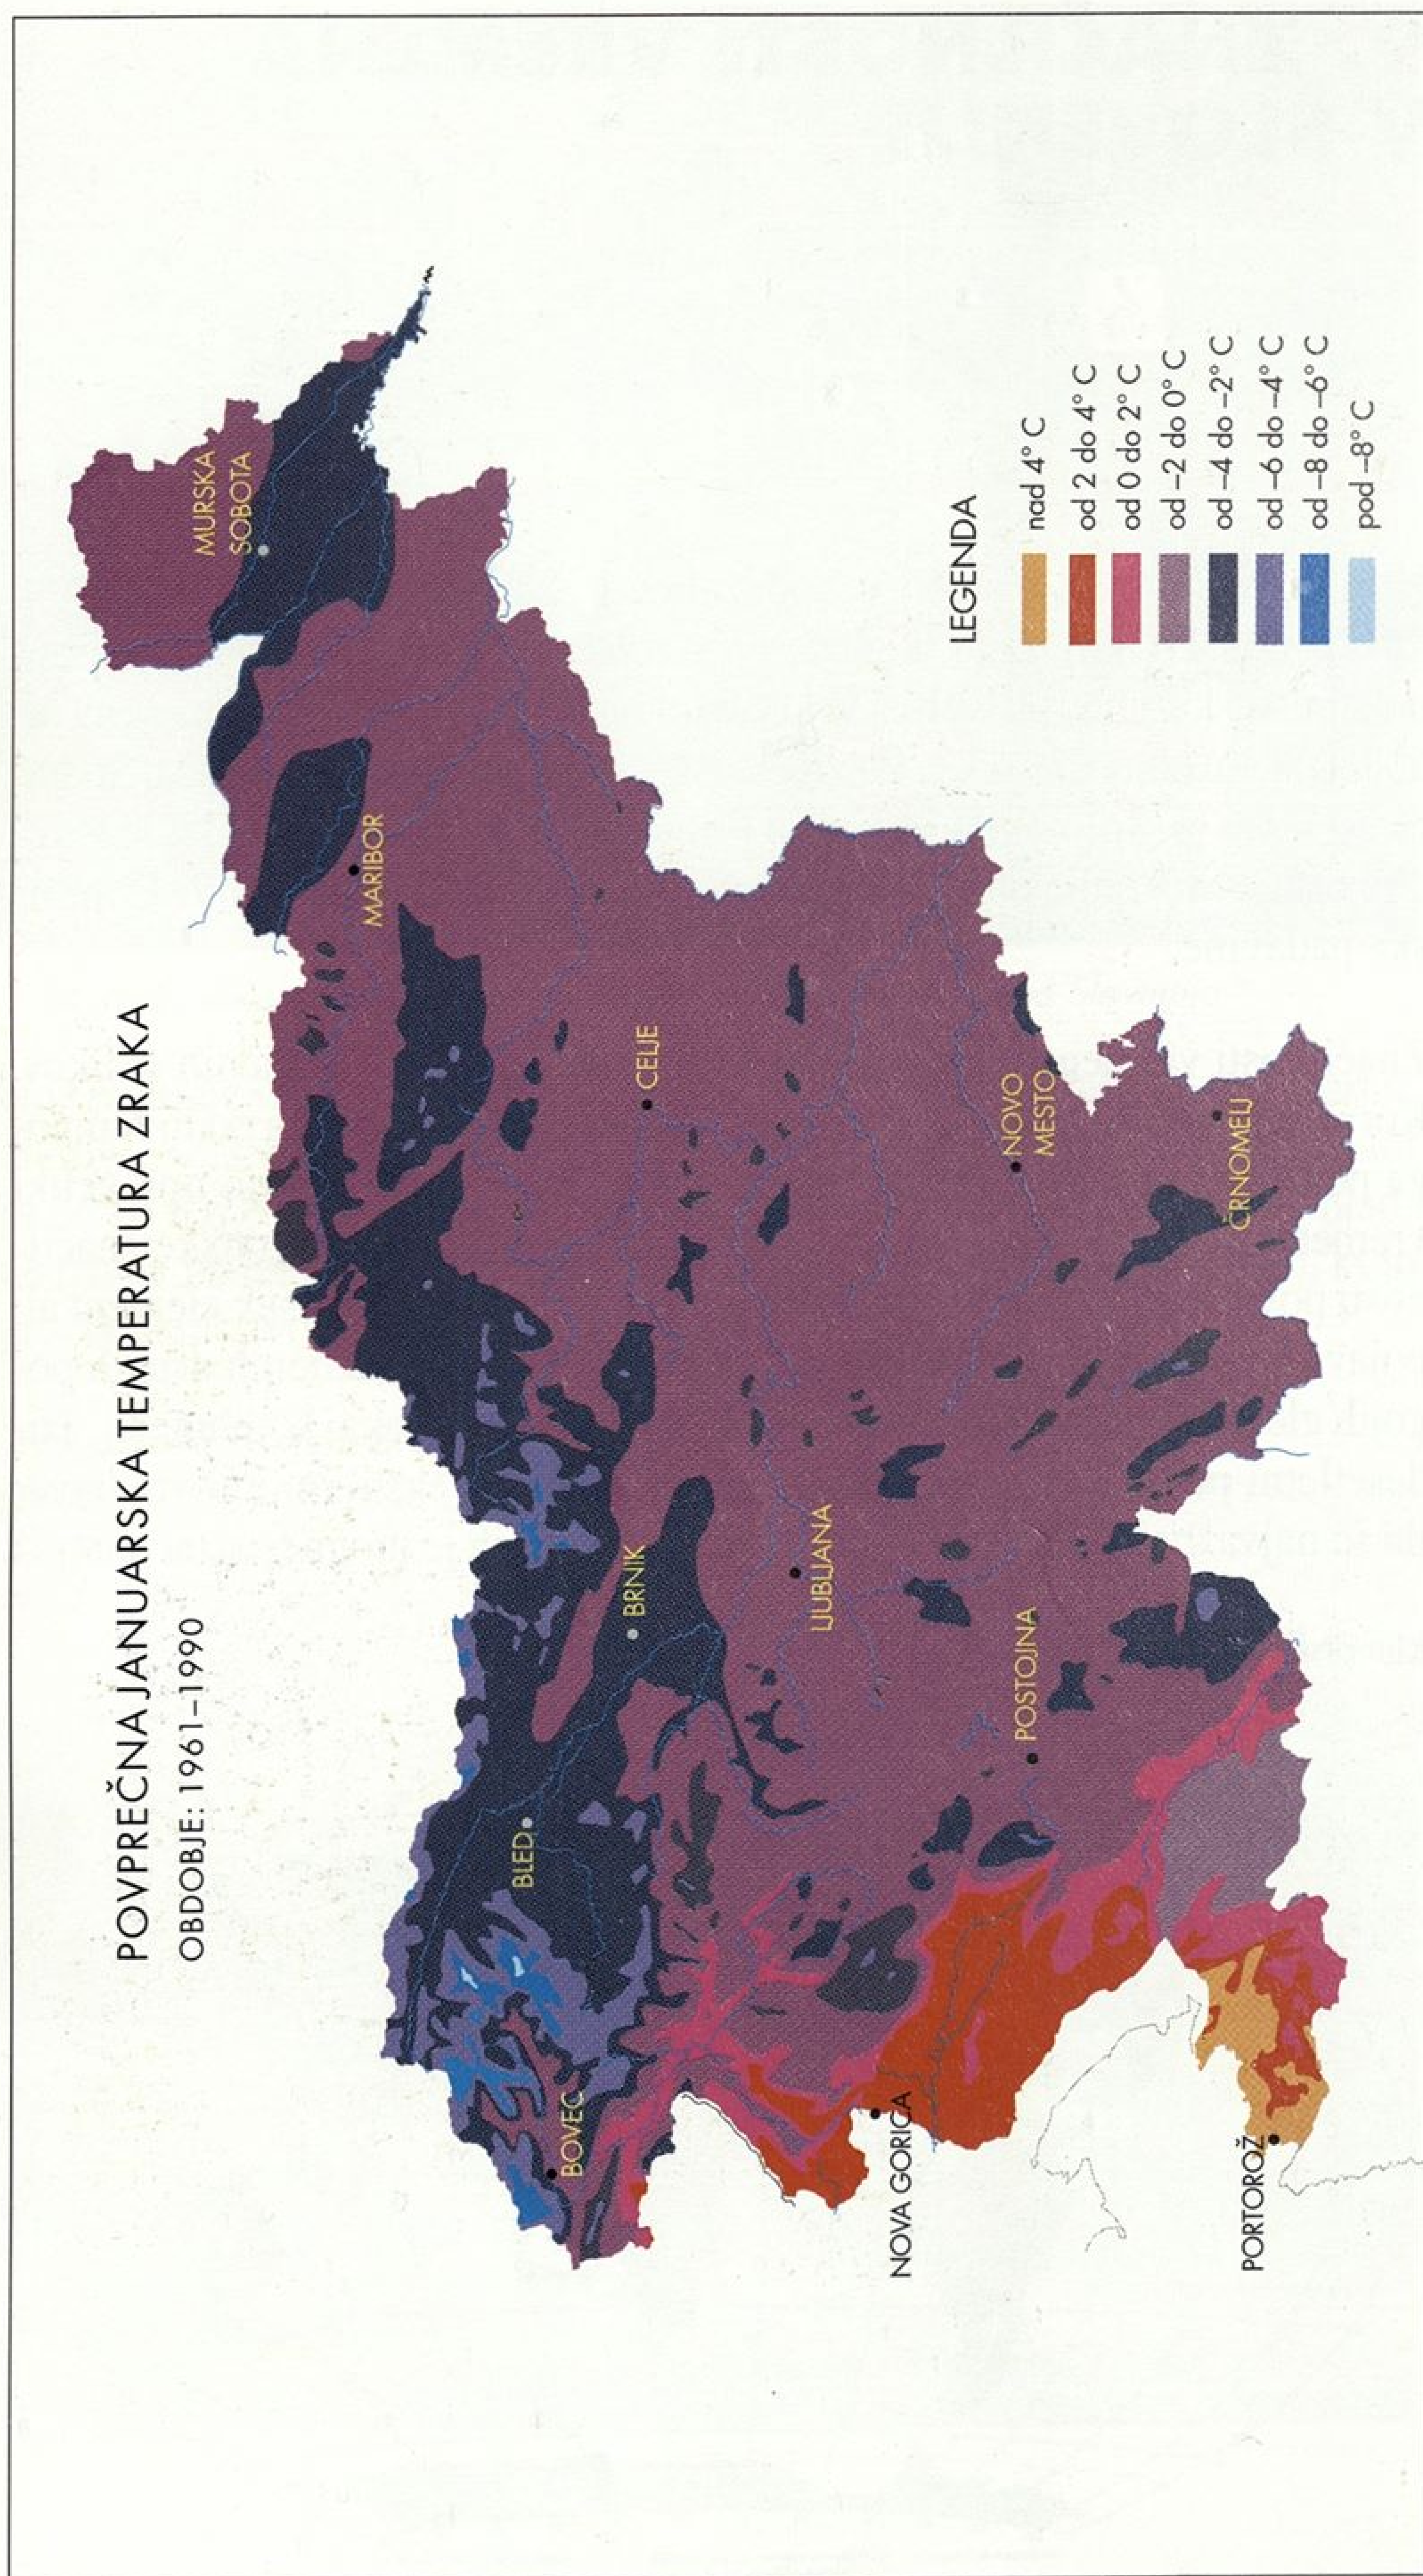 POVPREČNA JANUARSKA TEMPERATURA ZRAKA
OBDOBJE: 1961–1990
MURSKA
SOBOTA
MARIBOR
CELJE
BRNIK
BLED
BOVEC
LJUBLJANA
NOVO
MESTO
ČRNOMELJ
POSTOJNA
NOVA GORICA
PORTOROŽ
LEGENDA
nad 4° C
od 2 do 4° C
od 0 do 2° C
od –2 do 0° C
od –4 do –2° C
od –6 do –4° C
od –8 do –6° C
pod –8° C